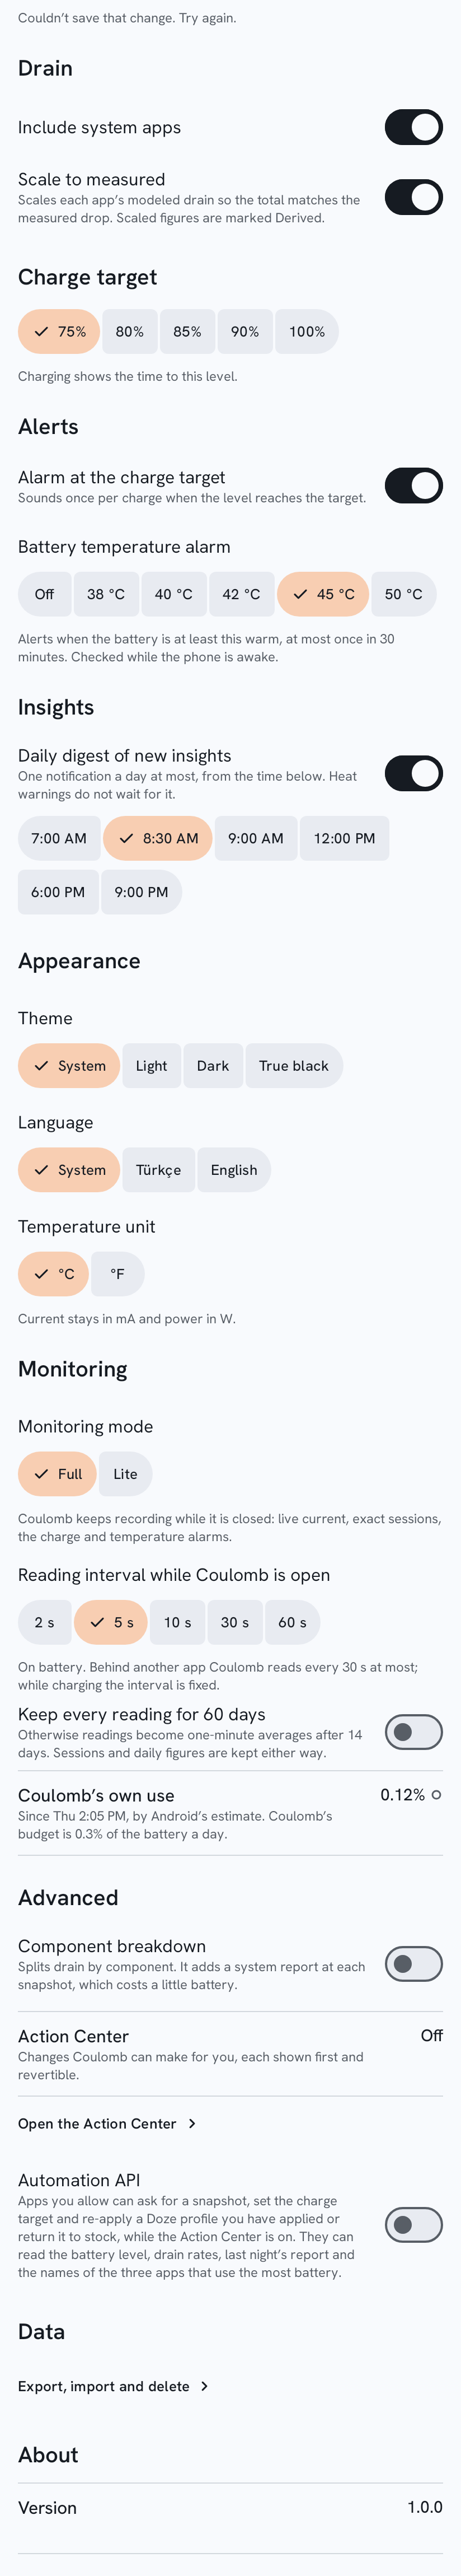 Couldn’t save that change. Try again.
Drain
Include system apps
Scale to measured
Scales each app’s modeled drain so the total matches the
measured drop. Scaled figures are marked Derived.
Charge target
75% 80% 85% 90% 100%
Charging shows the time to this level.
Alerts
Alarm at the charge target
Sounds once per charge when the level reaches the target.
Battery temperature alarm
Off 38 °C 40 °C 42 °C 45 °C 50 °C
Alerts when the battery is at least this warm, at most once in 30
minutes. Checked while the phone is awake.
Insights
Daily digest of new insights
One notification a day at most, from the time below. Heat
warnings do not wait for it.
7:00 AM 8:30 AM 9:00 AM 12:00 PM
6:00 PM 9:00 PM
Appearance
Theme
System Light Dark True black
Language
System Türkçe English
Temperature unit
°C °F
Current stays in mA and power in W.
Monitoring
Monitoring mode
Full Lite
Coulomb keeps recording while it is closed: live current, exact sessions,
the charge and temperature alarms.
Reading interval while Coulomb is open
2 s 5 s 10 s 30 s 60 s
On battery. Behind another app Coulomb reads every 30 s at most;
while charging the interval is fixed.
Keep every reading for 60 days
Otherwise readings become one-minute averages after 14
days. Sessions and daily figures are kept either way.
Coulomb’s own use 0.12%
Since Thu 2:05 PM, by Android’s estimate. Coulomb’s
budget is 0.3% of the battery a day.
Advanced
Component breakdown
Splits drain by component. It adds a system report at each
snapshot, which costs a little battery.
Action Center Off
Changes Coulomb can make for you, each shown first and
revertible.
Open the Action Center
Automation API
Apps you allow can ask for a snapshot, set the charge
target and re-apply a Doze profile you have applied or
return it to stock, while the Action Center is on. They can
read the battery level, drain rates, last night’s report and
the names of the three apps that use the most battery.
Data
Export, import and delete
About
Version 1.0.0